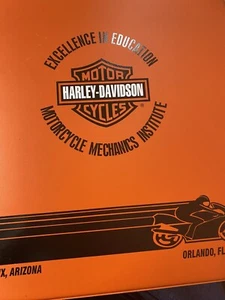 EXCELLENCE IN EDUCATION
MOTOR
HARLEY-DAVIDSON
CYCLES
®
MOTORCYCLE MECHANICS INSTITUTE
ORLANDO, FL
X, ARIZONA